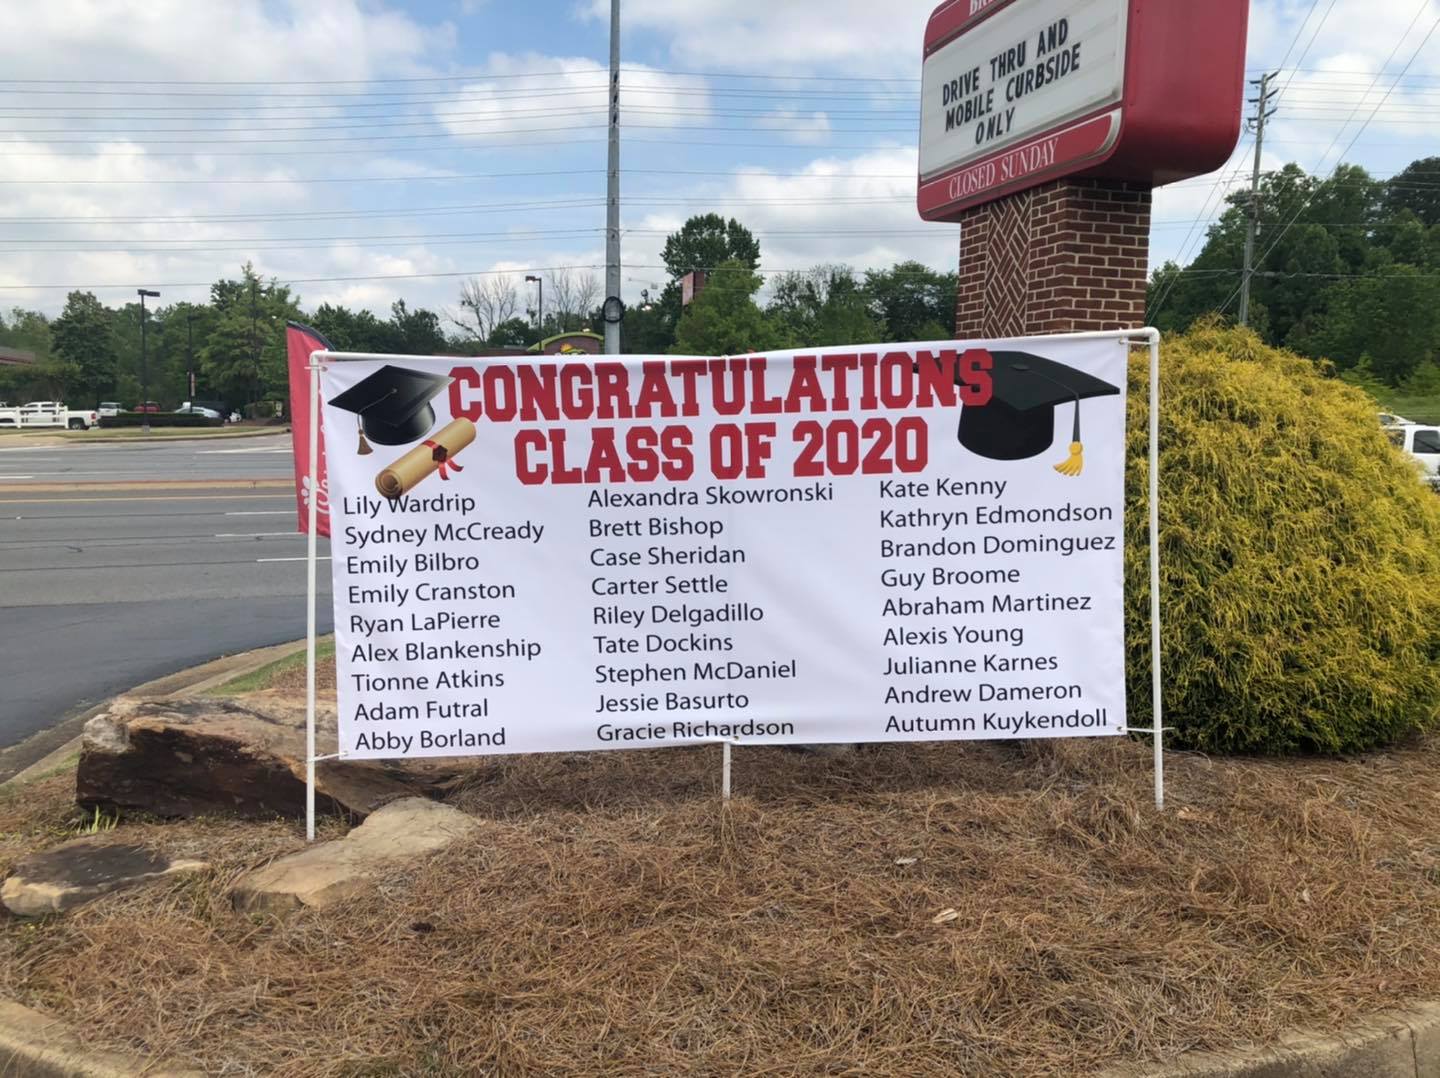 DRIVE THRU AND
MOBILE CURBSIDE
ONLY
CLOSED SUNDAY
CONGRATULATIONS
CLASS OF 2020
Lily Wardrip
Sydney McCready
Emily Bilbro
Emily Cranston
Ryan LaPierre
Alex Blankenship
Tionne Atkins
Adam Futral
Abby Borland
Alexandra Skowronski
Brett Bishop
Case Sheridan
Carter Settle
Riley Delgadillo
Tate Dockins
Stephen McDaniel
Jessie Basurto
Gracie Richardson
Kate Kenny
Kathryn Edmondson
Brandon Dominguez
Guy Broome
Abraham Martinez
Alexis Young
Julianne Karnes
Andrew Dameron
Autumn Kuykendoll